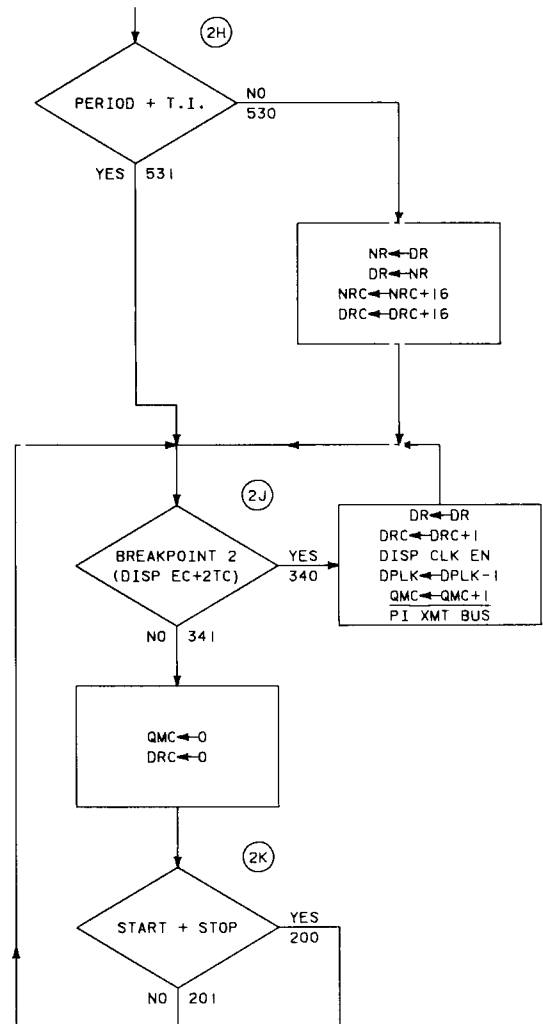 2H
PERIOD + T.I.
NO
530
YES 531
NR←DR
DR←NR
NRC←NRC+16
DRC←DRC+16
2J
BREAKPOINT 2
(DISP EC+2TC)
YES
340
NO 341
DR←DR
DRC←DRC+1
DISP CLK EN
DPLK←DPLK-1
QMC←QMC+1
PI XMT BUS
QMC←0
DRC←0
2K
START + STOP
YES
200
NO 201